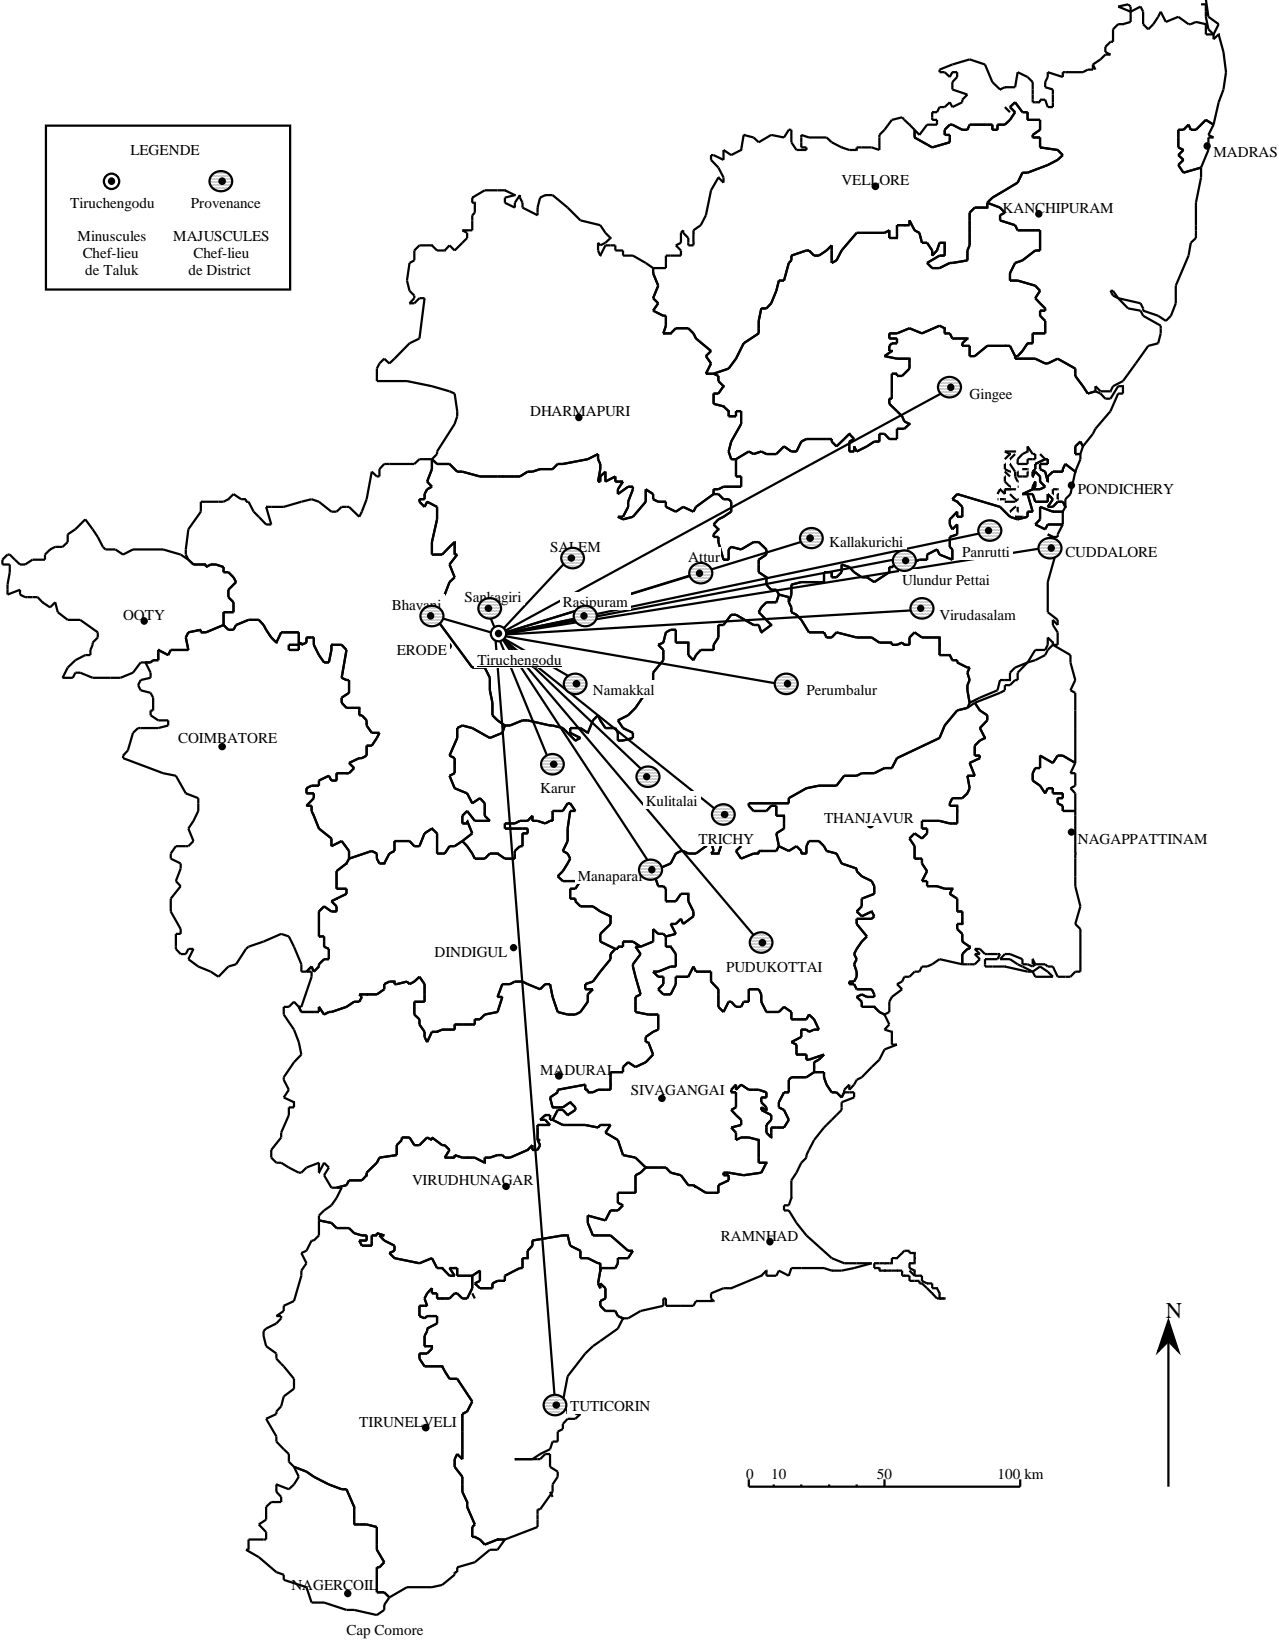 LEGENDE
Tiruchengodu
Provenance
Minuscules
Chef-lieu
de Taluk
MAJUSCULES
Chef-lieu
de District
MADRAS
VELLORE
KANCHIPURAM
Gingee
DHARMAPURI
PONDICHERY
Kallakurichi
Panrutti
CUDDALORE
SALEM
Attur
Ulundur Pettai
Bhavani
Sankagiri
Rasipuram
Virudasalam
OOTY
ERODE
Tiruchengodu
Namakkal
Perumbalur
COIMBATORE
Karur
Kulitalai
TRICHY
THANJAVUR
NAGAPPATTINAM
Manaparai
DINDIGUL
PUDUKOTTAI
MADURAI
SIVAGANGAI
VIRUDHUNAGAR
RAMNHAD
N
TUTICORIN
TIRUNELVELI
0 10 50 100 km
NAGERCOIL
Cap Comore